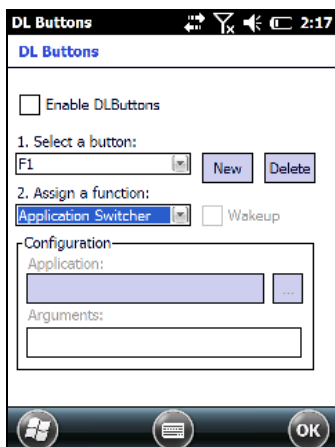 DL Buttons 2:17
DL Buttons
Enable DLButtons
1. Select a button:
F1 New Delete
2. Assign a function:
Application Switcher Wakeup
Configuration
Application:
...
Arguments:
OK